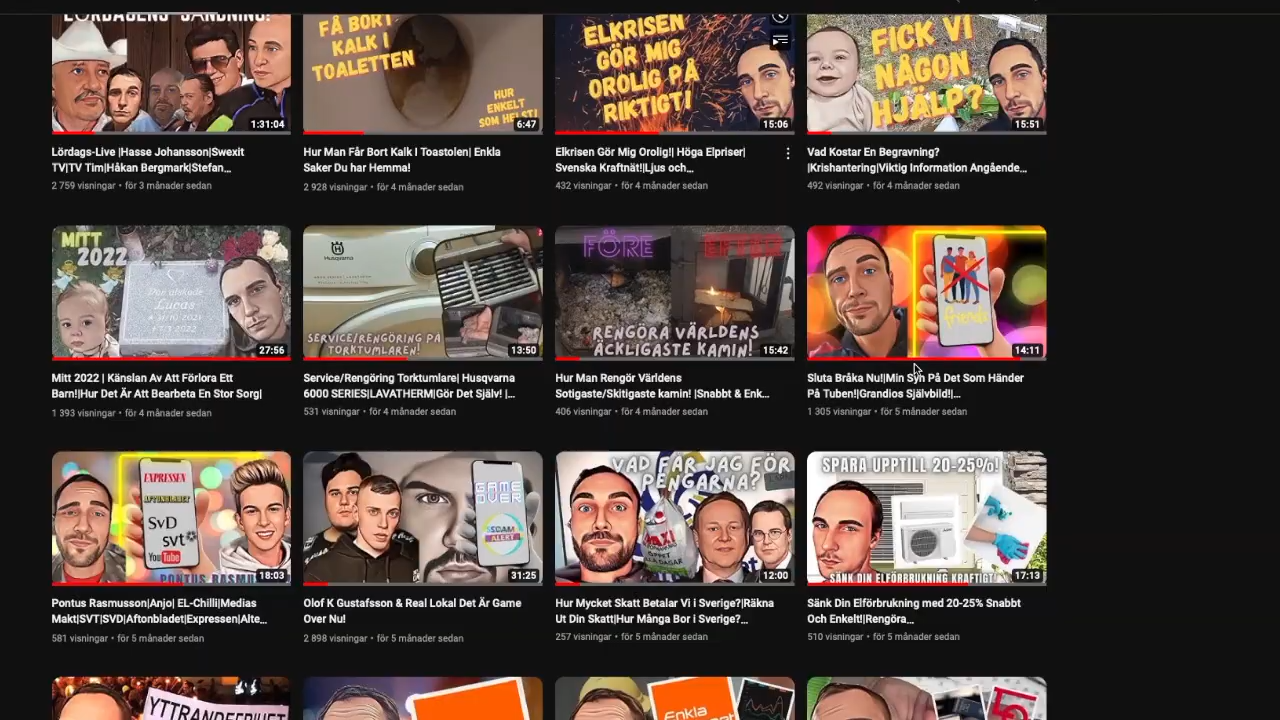 LÖRDAGENS SÄNDNING!
1:31:04
FÅ BORT
KALK I
TOALETTEN
HUR
ENKELT
SOM HELST!
6:47
ELKRISEN
GÖR MIG
OROLIG PÅ
RIKTIGT!
15:06
FICK VI
NÅGON
HJÄLP?
15:51
Lördags-Live |Hasse Johansson|Swexit
TV|TV Tim|Håkan Bergmark|Stefan...
2 759 visningar • för 3 månader sedan
Hur Man Får Bort Kalk I Toastolen| Enkla
Saker Du har Hemma!
2 928 visningar • för 4 månader sedan
Elkrisen Gör Mig Orolig!| Höga Elpriser|
Svenska Kraftnät!|Ljus och...
432 visningar • för 4 månader sedan
Vad Kostar En Begravning?
|Krishantering|Viktig Information Angående...
492 visningar • för 4 månader sedan
MITT
2022
Lucas
27:56
Husqvarna
SERVICE/RENGÖRING PÅ
TORKTUMLAREN!
13:50
FÖRE
EFTER
RENGÖRA VÄRLDENS
ÄCKLIGASTE KAMIN!
15:42
friends
14:11
Mitt 2022 | Känslan Av Att Förlora Ett
Barn!|Hur Det Är Att Bearbeta En Stor Sorg|
1 393 visningar • för 4 månader sedan
Service/Rengöring Torktumlare| Husqvarna
6000 SERIES|LAVATHERM|Gör Det Själv! |...
531 visningar • för 4 månader sedan
Hur Man Rengör Världens
Sotigaste/Skitigaste kamin! |Snabbt & Enk...
406 visningar • för 4 månader sedan
Sluta Bråka Nu!|Min Syn På Det Som Händer
På Tuben!|Grandios Självbild!|...
1 305 visningar • för 5 månader sedan
EXPRESSEN
AFTONBLADET
SvD
svt
YouTube
PONTUS RASMUS
18:03
GAME
OVER
SCAM
ALERT
31:25
VAD FÅR JAG FÖR
PENGARNA?
MAXI
12:00
SPARA UPPTILL 20-25%!
SÄNK DIN ELFÖRBRUKNING KRAFTIGT!
17:13
Pontus Rasmusson|Anjo| EL-Chilli|Medias
Makt|SVT|SVD|Aftonbladet|Expressen|Alte...
581 visningar • för 5 månader sedan
Olof K Gustafsson & Real Lokal Det Är Game
Over Nu!
2 898 visningar • för 5 månader sedan
Hur Mycket Skatt Betalar Vi i Sverige?|Räkna
Ut Din Skatt|Hur Många Bor i Sverige?...
257 visningar • för 5 månader sedan
Sänk Din Elförbrukning med 20-25% Snabbt
Och Enkelt!|Rengöra...
510 visningar • för 5 månader sedan
YTTRANDEFRIHET
Enkla